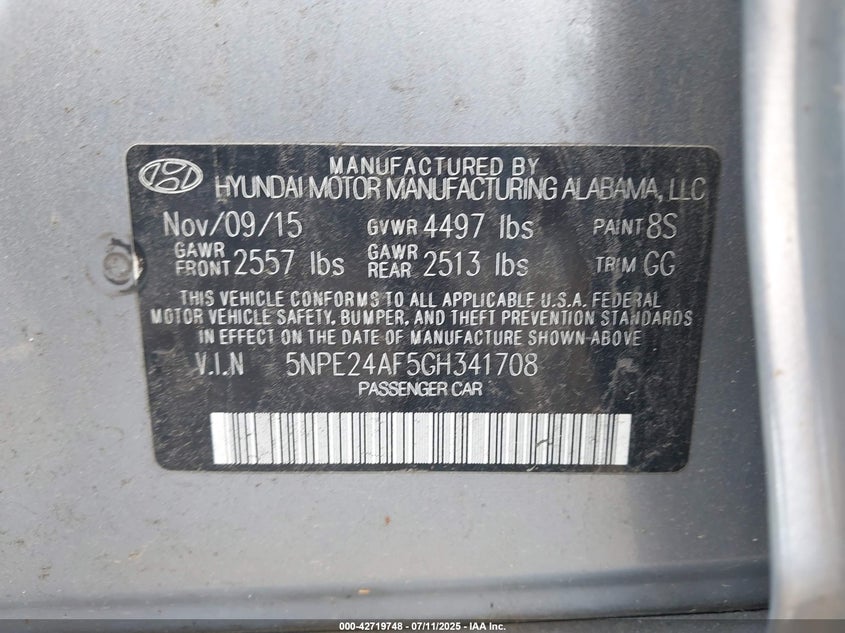 MANUFACTURED BY
HYUNDAI MOTOR MANUFACTURING ALABAMA, LLC
Nov/09/15 GVWR 4497 lbs PAINT 8S
GAWR FRONT 2557 lbs GAWR REAR 2513 lbs TRIM GG
THIS VEHICLE CONFORMS TO ALL APPLICABLE U.S.A. FEDERAL
MOTOR VEHICLE SAFETY, BUMPER, AND THEFT PREVENTION STANDARDS
IN EFFECT ON THE DATE OF MANUFACTURE SHOWN ABOVE
V.I.N 5NPE24AF5GH341708
PASSENGER CAR
000-42719748 - 07/11/2025 - IAA Inc.